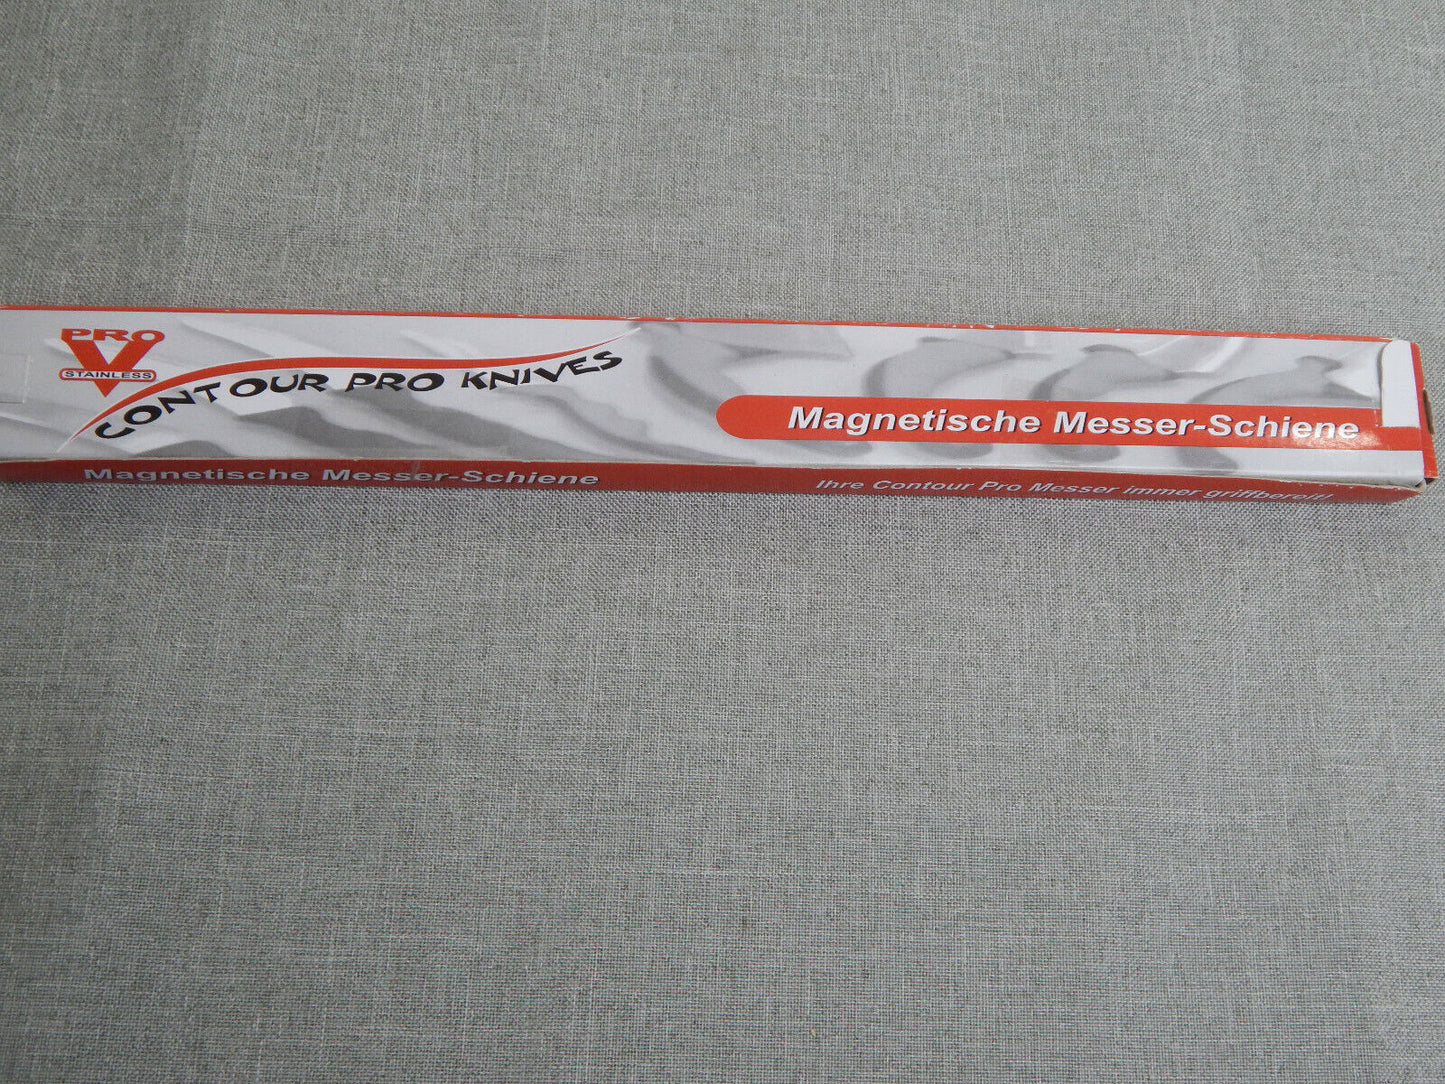 PRO
V
STAINLESS
CONTOUR PRO KNIVES
Magnetische Messer-Schiene
Magnetische Messer-Schiene
Ihre Contour Pro Messer immer griffbereit!